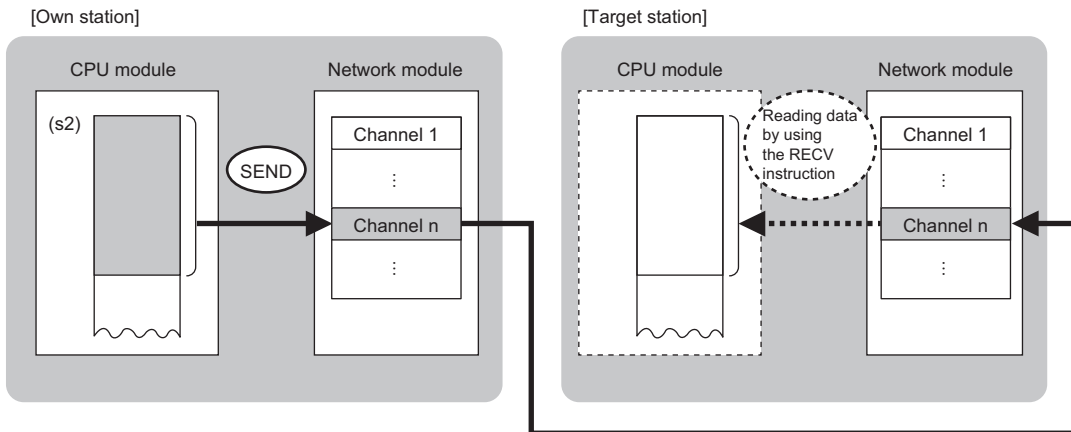 [Own station]
[Target station]
CPU module
Network module
CPU module
Network module
(s2)
SEND
Channel 1
⋮
Channel n
⋮
Reading data
by using
the RECV
instruction
Channel 1
⋮
Channel n
⋮